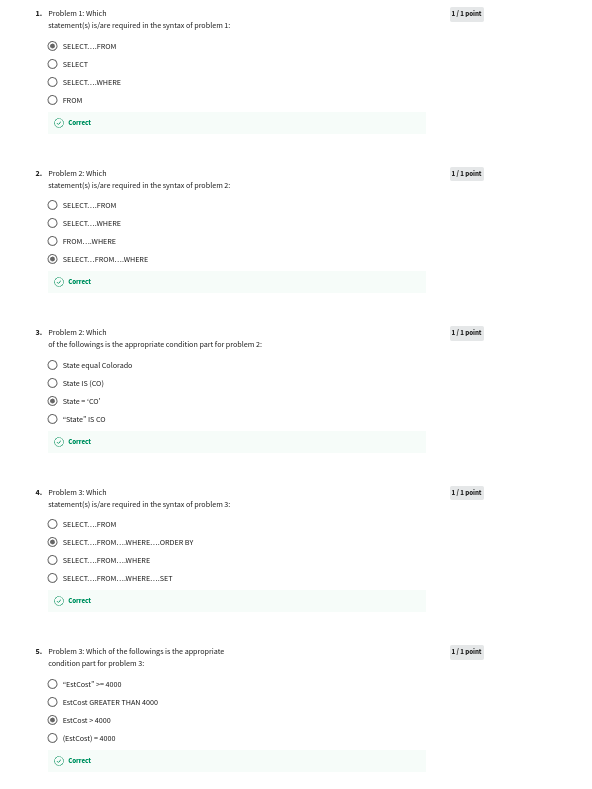 1. Problem 1: Which 1 / 1 point
statement(s) is/are required in the syntax of problem 1:
SELECT….FROM
SELECT
SELECT….WHERE
FROM
Correct
2. Problem 2: Which 1 / 1 point
statement(s) is/are required in the syntax of problem 2:
SELECT….FROM
SELECT….WHERE
FROM….WHERE
SELECT…FROM….WHERE
Correct
3. Problem 2: Which 1 / 1 point
of the followings is the appropriate condition part for problem 2:
State equal Colorado
State IS (CO)
State = ‘CO’
“State” IS CO
Correct
4. Problem 3: Which 1 / 1 point
statement(s) is/are required in the syntax of problem 3:
SELECT….FROM
SELECT….FROM….WHERE….ORDER BY
SELECT….FROM….WHERE
SELECT….FROM….WHERE….SET
Correct
5. Problem 3: Which of the followings is the appropriate 1 / 1 point
condition part for problem 3:
“EstCost” >= 4000
EstCost GREATER THAN 4000
EstCost > 4000
(EstCost) = 4000
Correct